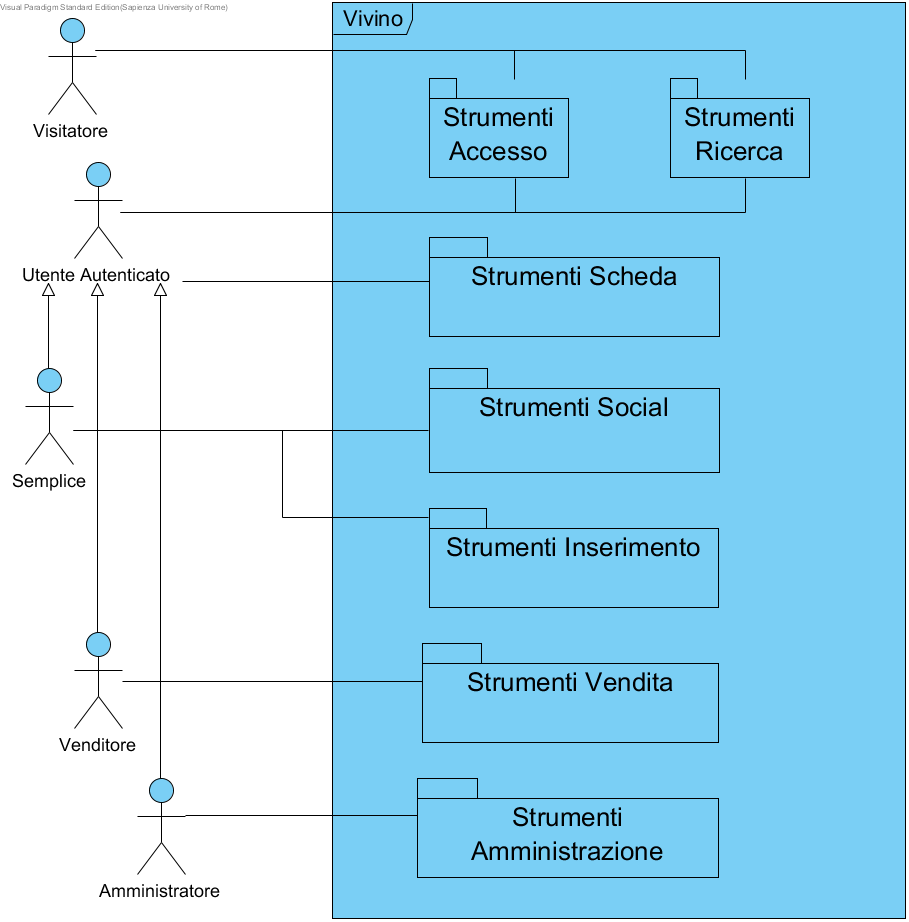 Visual Paradigm Standard Edition(Sapienza University of Rome)
Vivino
Visitatore
Strumenti
Accesso
Strumenti
Ricerca
Utente Autenticato
Strumenti Scheda
Semplice
Strumenti Social
Strumenti Inserimento
Venditore
Strumenti Vendita
Amministratore
Strumenti
Amministrazione